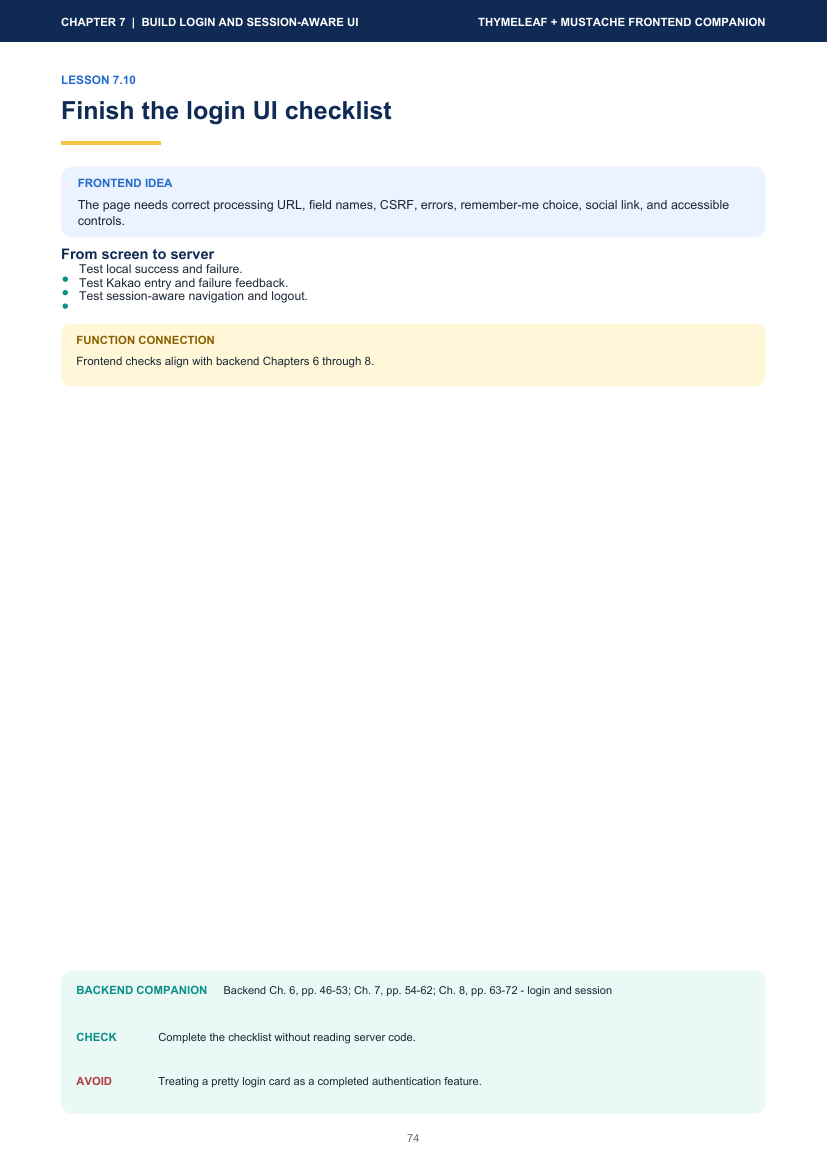 CHAPTER 7 | BUILD LOGIN AND SESSION-AWARE UI
THYMELEAF + MUSTACHE FRONTEND COMPANION
LESSON 7.10
Finish the login UI checklist
FRONTEND IDEA
The page needs correct processing URL, field names, CSRF, errors, remember-me choice, social link, and accessible
controls.
From screen to server
Test local success and failure.
Test Kakao entry and failure feedback.
Test session-aware navigation and logout.
FUNCTION CONNECTION
Frontend checks align with backend Chapters 6 through 8.
BACKEND COMPANION Backend Ch. 6, pp. 46-53; Ch. 7, pp. 54-62; Ch. 8, pp. 63-72 - login and session
CHECK Complete the checklist without reading server code.
AVOID Treating a pretty login card as a completed authentication feature.
74